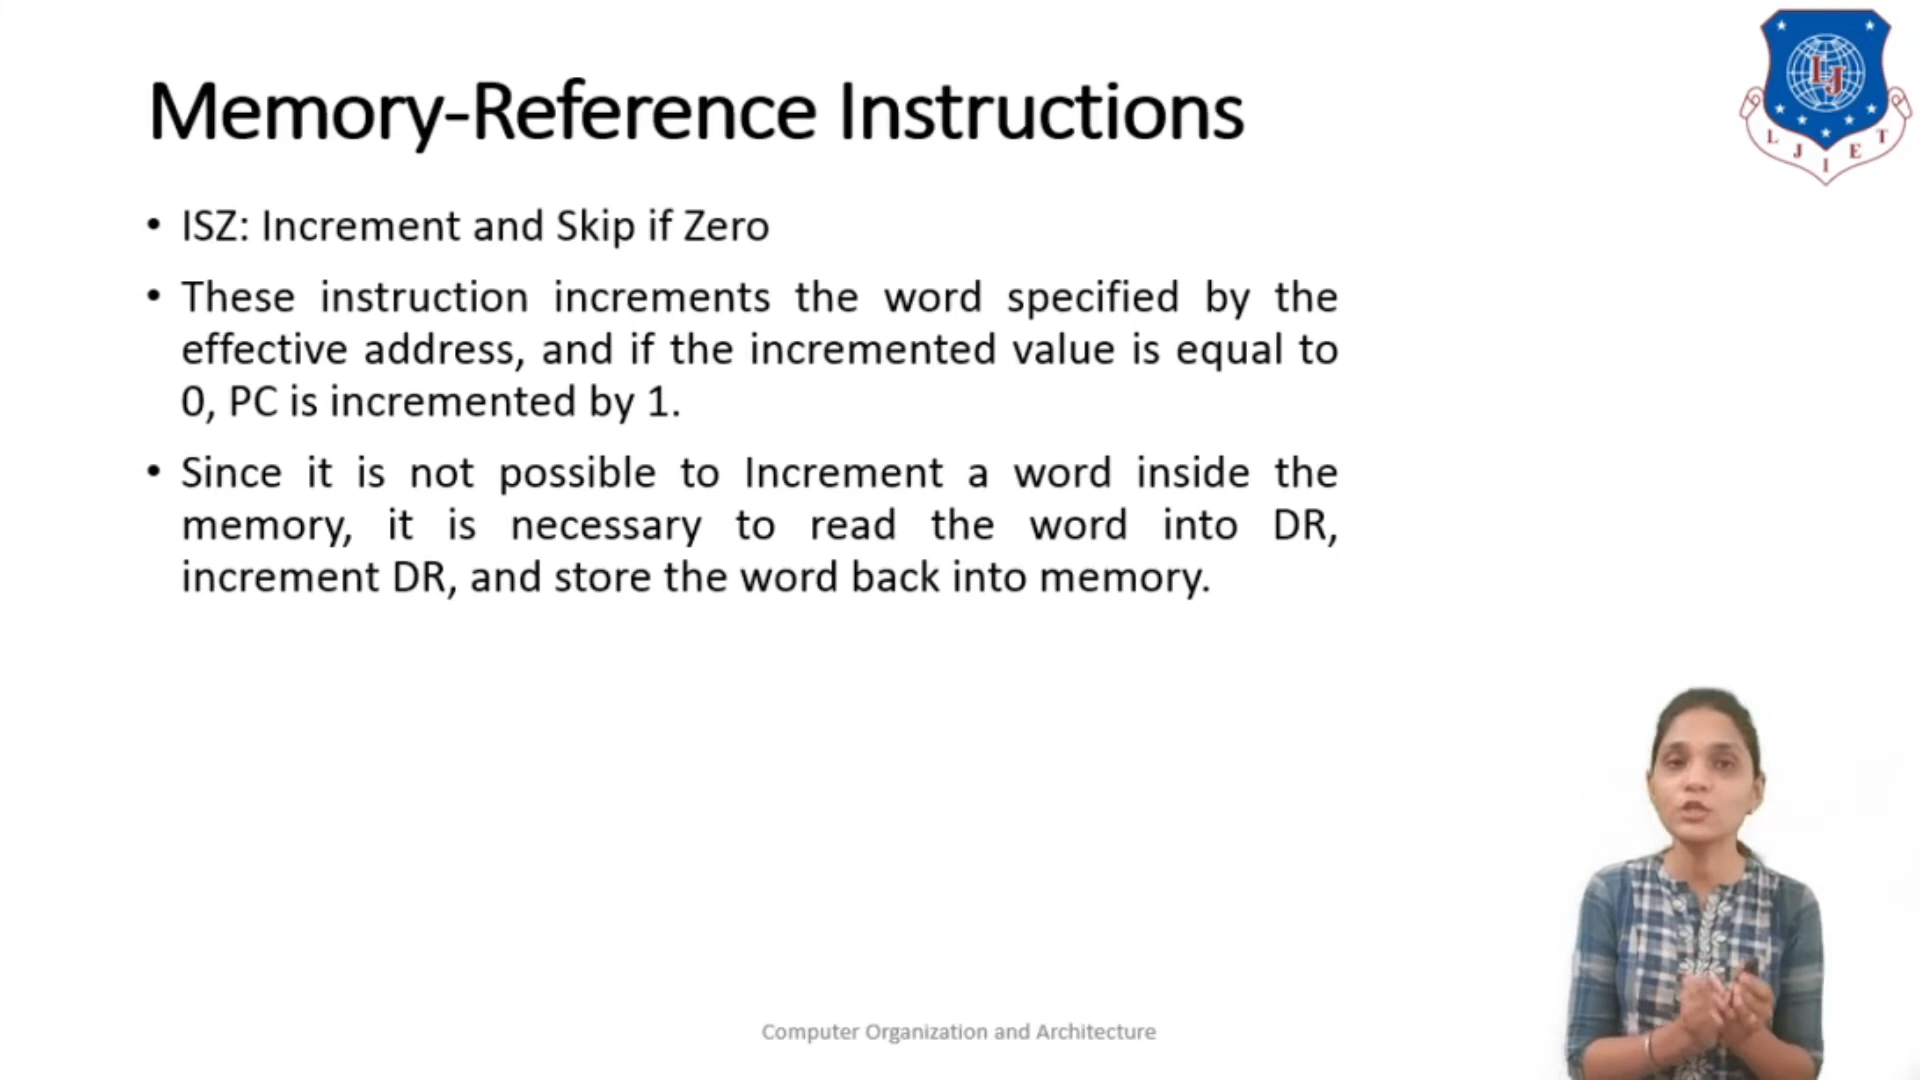 Memory-Reference Instructions
• ISZ: Increment and Skip if Zero
• These instruction increments the word specified by the
effective address, and if the incremented value is equal to
0, PC is incremented by 1.
• Since it is not possible to Increment a word inside the
memory, it is necessary to read the word into DR,
increment DR, and store the word back into memory.
LJ
L J I E T
Computer Organization and Architecture